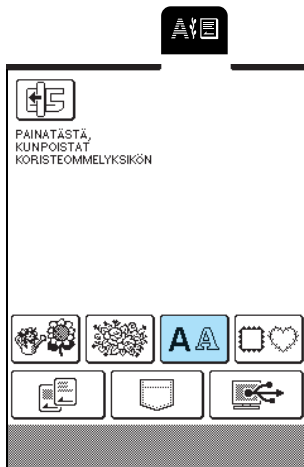 A
PAINATÄSTÄ,
KUNPOISTAT
KORISTEOMMELYKSIKÖN
A A